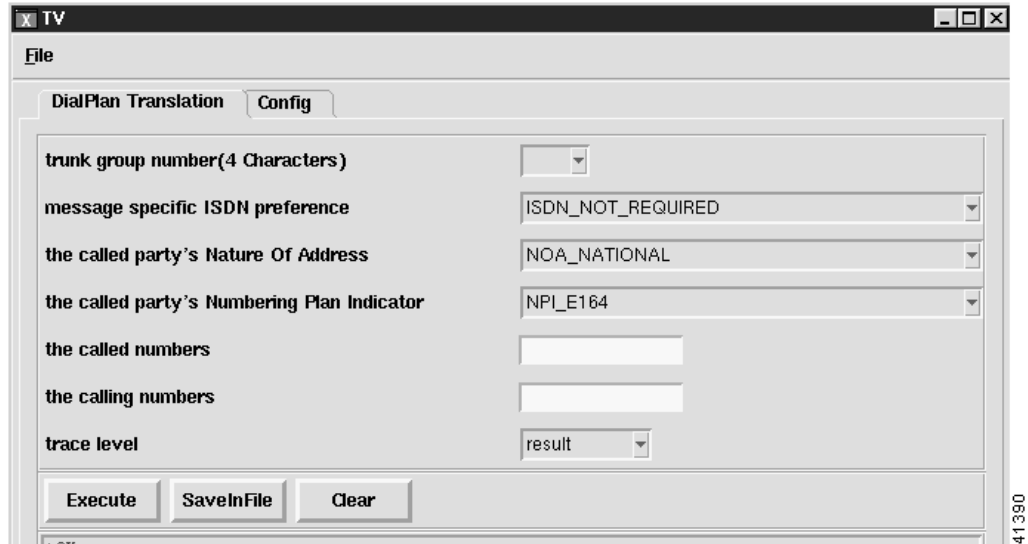 X TV
File
DialPlan Translation Config
trunk group number(4 Characters)
message specific ISDN preference ISDN_NOT_REQUIRED
the called party's Nature Of Address NOA_NATIONAL
the called party's Numbering Plan Indicator NPI_E164
the called numbers
the calling numbers
trace level result
Execute SaveInFile Clear
41390